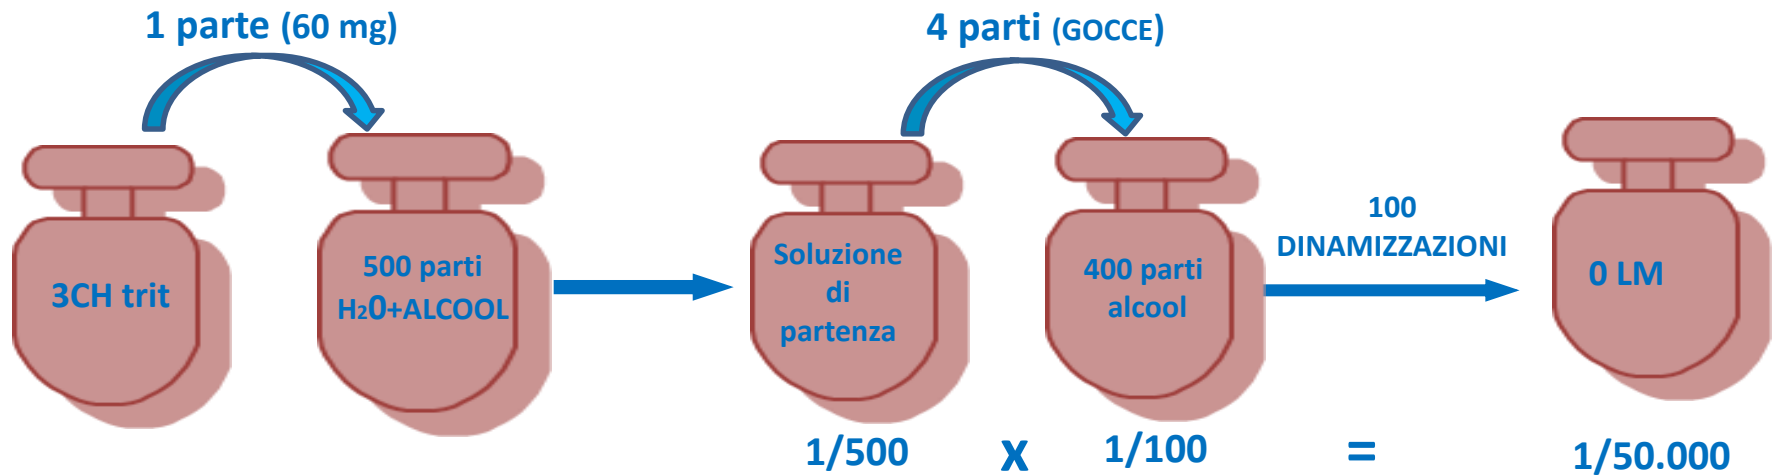 1 parte (60 mg)
4 parti (GOCCE)
3CH trit
500 parti
H20+ALCOOL
Soluzione
di
partenza
400 parti
alcool
100
DINAMIZZAZIONI
0 LM
1/500 x 1/100 = 1/50.000